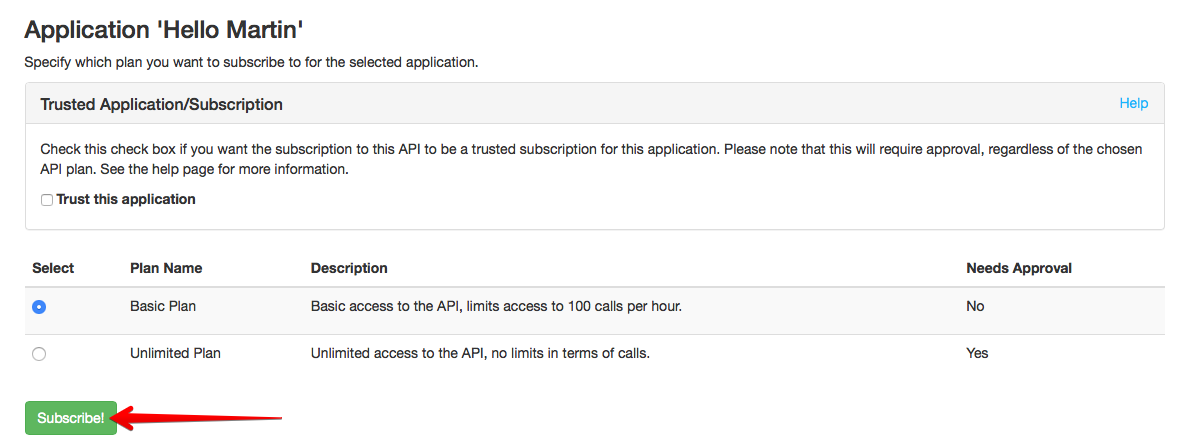 Application 'Hello Martin'
Specify which plan you want to subscribe to for the selected application.
Trusted Application/Subscription Help
Check this check box if you want the subscription to this API to be a trusted subscription for this application. Please note that this will require approval, regardless of the chosen
API plan. See the help page for more information.
Trust this application
Select Plan Name Description Needs Approval
Basic Plan Basic access to the API, limits access to 100 calls per hour. No
Unlimited Plan Unlimited access to the API, no limits in terms of calls. Yes
Subscribe!